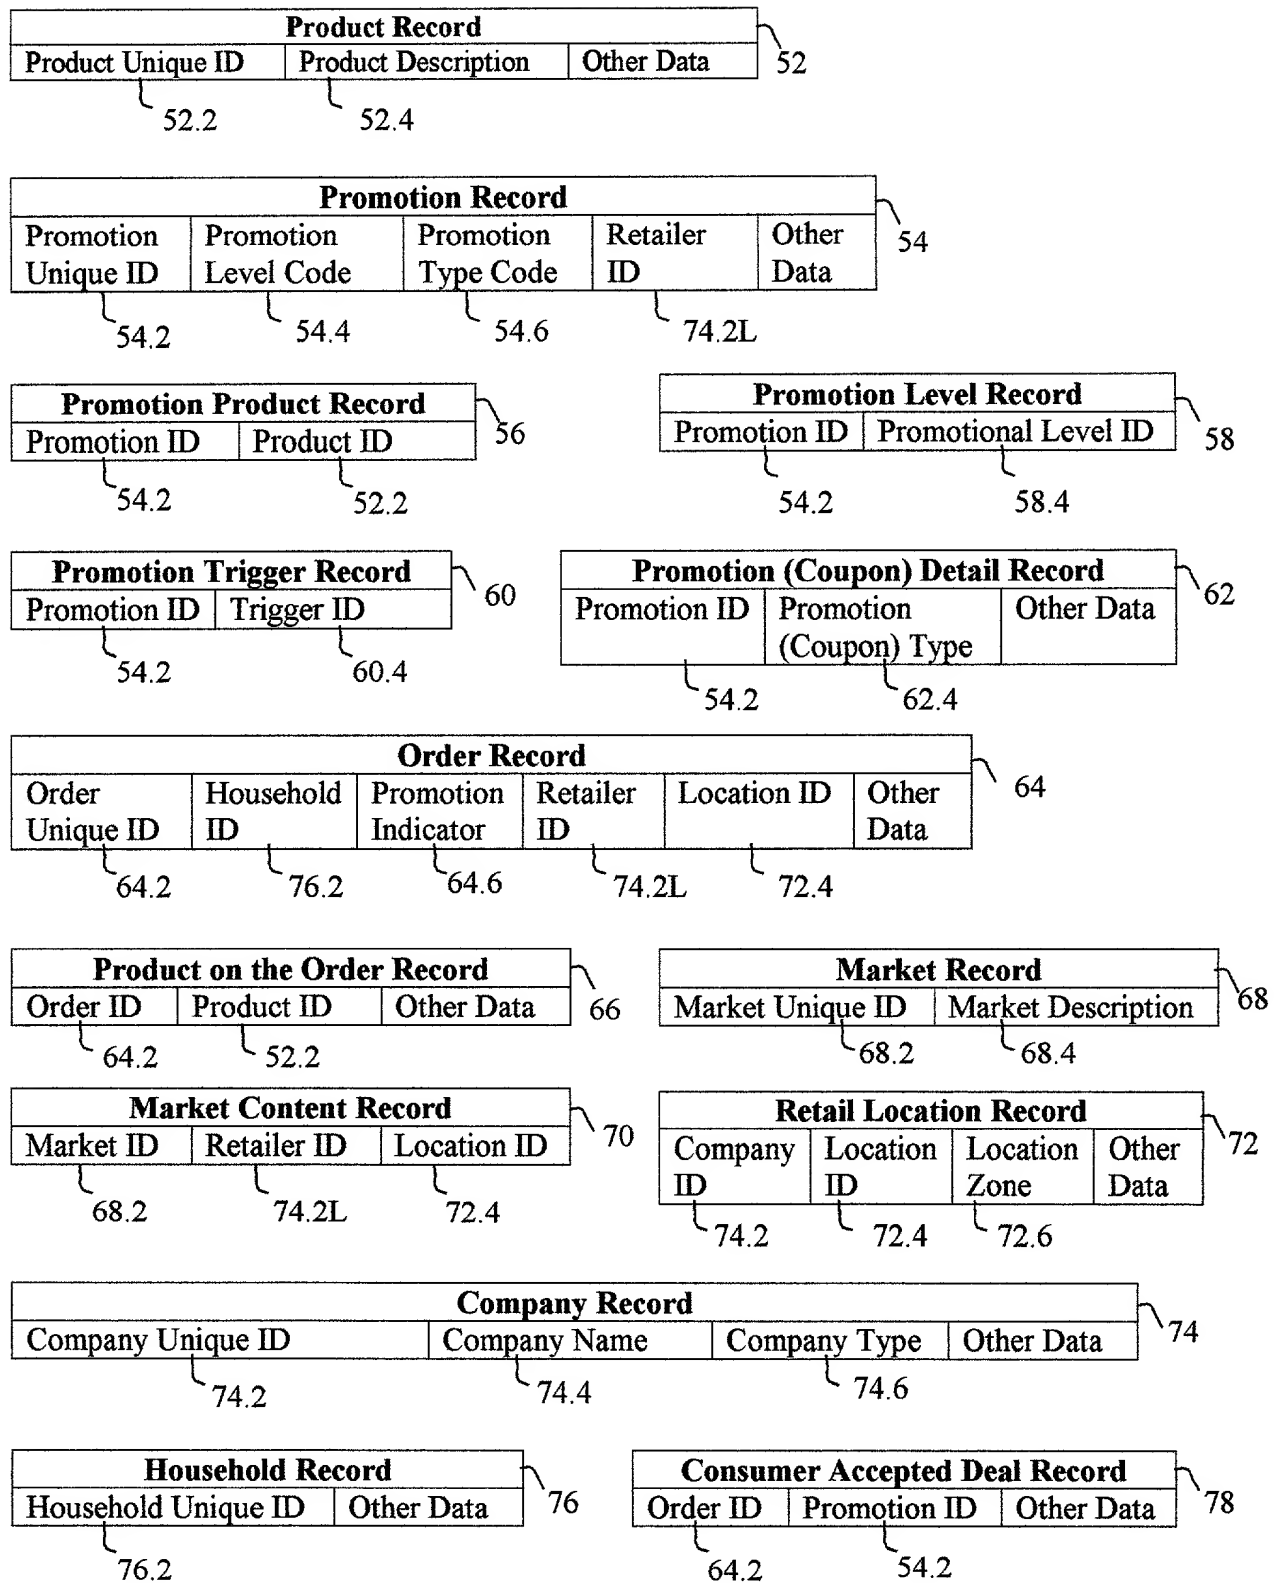 Product Record
Product Unique ID Product Description Other Data
52
52.2 52.4
Promotion Record
Promotion Unique ID Promotion Level Code Promotion Type Code Retailer ID Other Data
54
54.2 54.4 54.6 74.2L
Promotion Product Record
Promotion ID Product ID
56
54.2 52.2
Promotion Level Record
Promotion ID Promotional Level ID
58
54.2 58.4
Promotion Trigger Record
Promotion ID Trigger ID
60
54.2 60.4
Promotion (Coupon) Detail Record
Promotion ID Promotion (Coupon) Type Other Data
62
54.2 62.4
Order Record
Order Unique ID Household ID Promotion Indicator Retailer ID Location ID Other Data
64
64.2 76.2 64.6 74.2L 72.4
Product on the Order Record
Order ID Product ID Other Data
66
64.2 52.2
Market Record
Market Unique ID Market Description
68
68.2 68.4
Market Content Record
Market ID Retailer ID Location ID
70
68.2 74.2L 72.4
Retail Location Record
Company ID Location ID Location Zone Other Data
72
74.2 72.4 72.6
Company Record
Company Unique ID Company Name Company Type Other Data
74
74.2 74.4 74.6
Household Record
Household Unique ID Other Data
76
76.2
Consumer Accepted Deal Record
Order ID Promotion ID Other Data
78
64.2 54.2